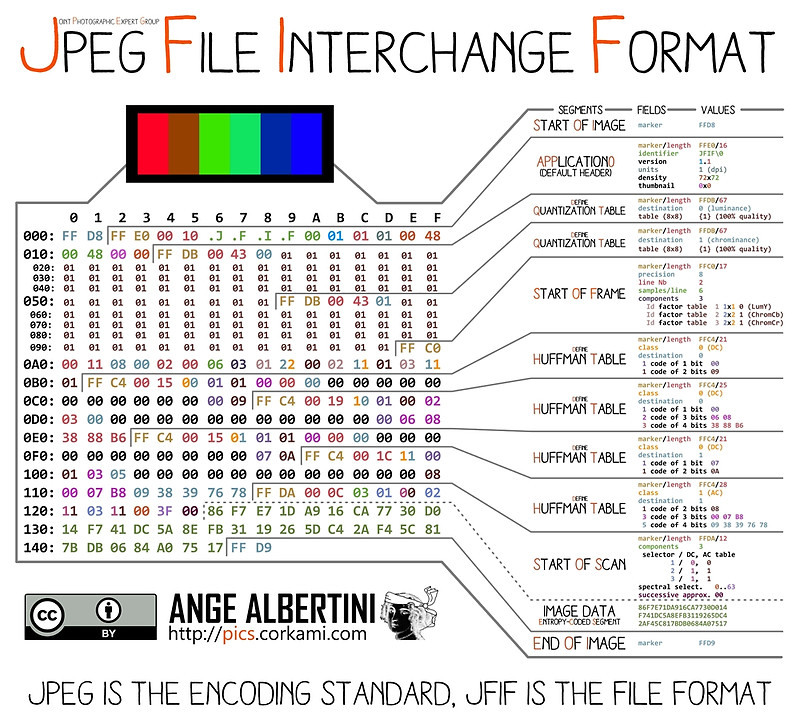 JOINT PHOTOGRAPHIC EXPERT GROUP
JPEG FILE INTERCHANGE FORMAT
0 1 2 3 4 5 6 7 8 9 A B C D E F
000: FF D8 FF E0 00 10 .J .F .I .F 00 01 01 01 00 48
010: 00 48 00 00 FF DB 00 43 00 01 01 01 01 01 01 01
020: 01 01 01 01 01 01 01 01 01 01 01 01 01 01 01 01
030: 01 01 01 01 01 01 01 01 01 01 01 01 01 01 01 01
040: 01 01 01 01 01 01 01 01 01 01 01 01 01 01 01 01
050: 01 01 01 01 01 01 01 01 01 FF DB 00 43 01 01 01
060: 01 01 01 01 01 01 01 01 01 01 01 01 01 01 01 01
070: 01 01 01 01 01 01 01 01 01 01 01 01 01 01 01 01
080: 01 01 01 01 01 01 01 01 01 01 01 01 01 01 01 01
090: 01 01 01 01 01 01 01 01 01 01 01 01 01 01 FF C0
0A0: 00 11 08 00 02 00 06 03 01 22 00 02 11 01 03 11
0B0: 01 FF C4 00 15 00 01 01 00 00 00 00 00 00 00 00
0C0: 00 00 00 00 00 00 00 09 FF C4 00 19 10 01 00 02
0D0: 03 00 00 00 00 00 00 00 00 00 00 00 00 00 06 08
0E0: 38 88 B6 FF C4 00 15 01 01 01 00 00 00 00 00 00
0F0: 00 00 00 00 00 00 00 00 07 0A FF C4 00 1C 11 00
100: 01 03 05 00 00 00 00 00 00 00 00 00 00 00 00 08
110: 00 07 B8 09 38 39 76 78 FF DA 00 0C 03 01 00 02
120: 11 03 11 00 3F 00 86 F7 E7 1D A9 16 CA 77 30 D0
130: 14 F7 41 DC 5A 8E FB 31 19 26 5D C4 2A F4 5C 81
140: 7B DB 06 84 A0 75 17 FF D9
SEGMENTS FIELDS VALUES
START OF IMAGE
marker FFD8
APPLICATION0
(DEFAULT HEADER)
marker/length FFE0/16
identifier JFIF\0
version 1.1
units 1 (dpi)
density 72x72
thumbnail 0x0
DEFINE
QUANTIZATION TABLE
marker/length FFDB/67
destination 0 (luminance)
table (8x8) {1} (100% quality)
DEFINE
QUANTIZATION TABLE
marker/length FFDB/67
destination 1 (chrominance)
table (8x8) {1} (100% quality)
START OF FRAME
marker/length FFC0/17
precision 8
line Nb 2
samples/line 6
components 3
Id factor table 1 1x1 0 (LumY)
Id factor table 2 2x2 1 (ChromCb)
Id factor table 3 2x2 1 (ChromCr)
DEFINE
HUFFMAN TABLE
marker/length FFC4/21
class 0 (DC)
destination 0
1 code of 1 bit 00
1 code of 2 bits 09
DEFINE
HUFFMAN TABLE
marker/length FFC4/25
class 0 (DC)
destination 0
1 code of 1 bit 00
2 code of 3 bits 06 08
3 code of 4 bits 38 88 B6
DEFINE
HUFFMAN TABLE
marker/length FFC4/21
class 0 (DC)
destination 1
1 code of 1 bit 07
1 code of 2 bits 0A
DEFINE
HUFFMAN TABLE
marker/length FFC4/28
class 1 (AC)
destination 1
1 code of 2 bits 08
3 code of 3 bits 00 07 B8
5 code of 4 bits 09 38 39 76 78
START OF SCAN
marker/length FFDA/12
components 3
selector / DC, AC table
1 / 0, 0
2 / 1, 1
3 / 1, 1
spectral select. 0..63
successive approx. 00
IMAGE DATA
ENTROPY-CODED SEGMENT
86F7E71DA916CA7730D014
F741DC5A8EFB3119265DC4
2AF45C817BDB0684A07517
END OF IMAGE
marker FFD9
cc BY
ANGE ALBERTINI
http://pics.corkami.com
JPEG IS THE ENCODING STANDARD, JFIF IS THE FILE FORMAT